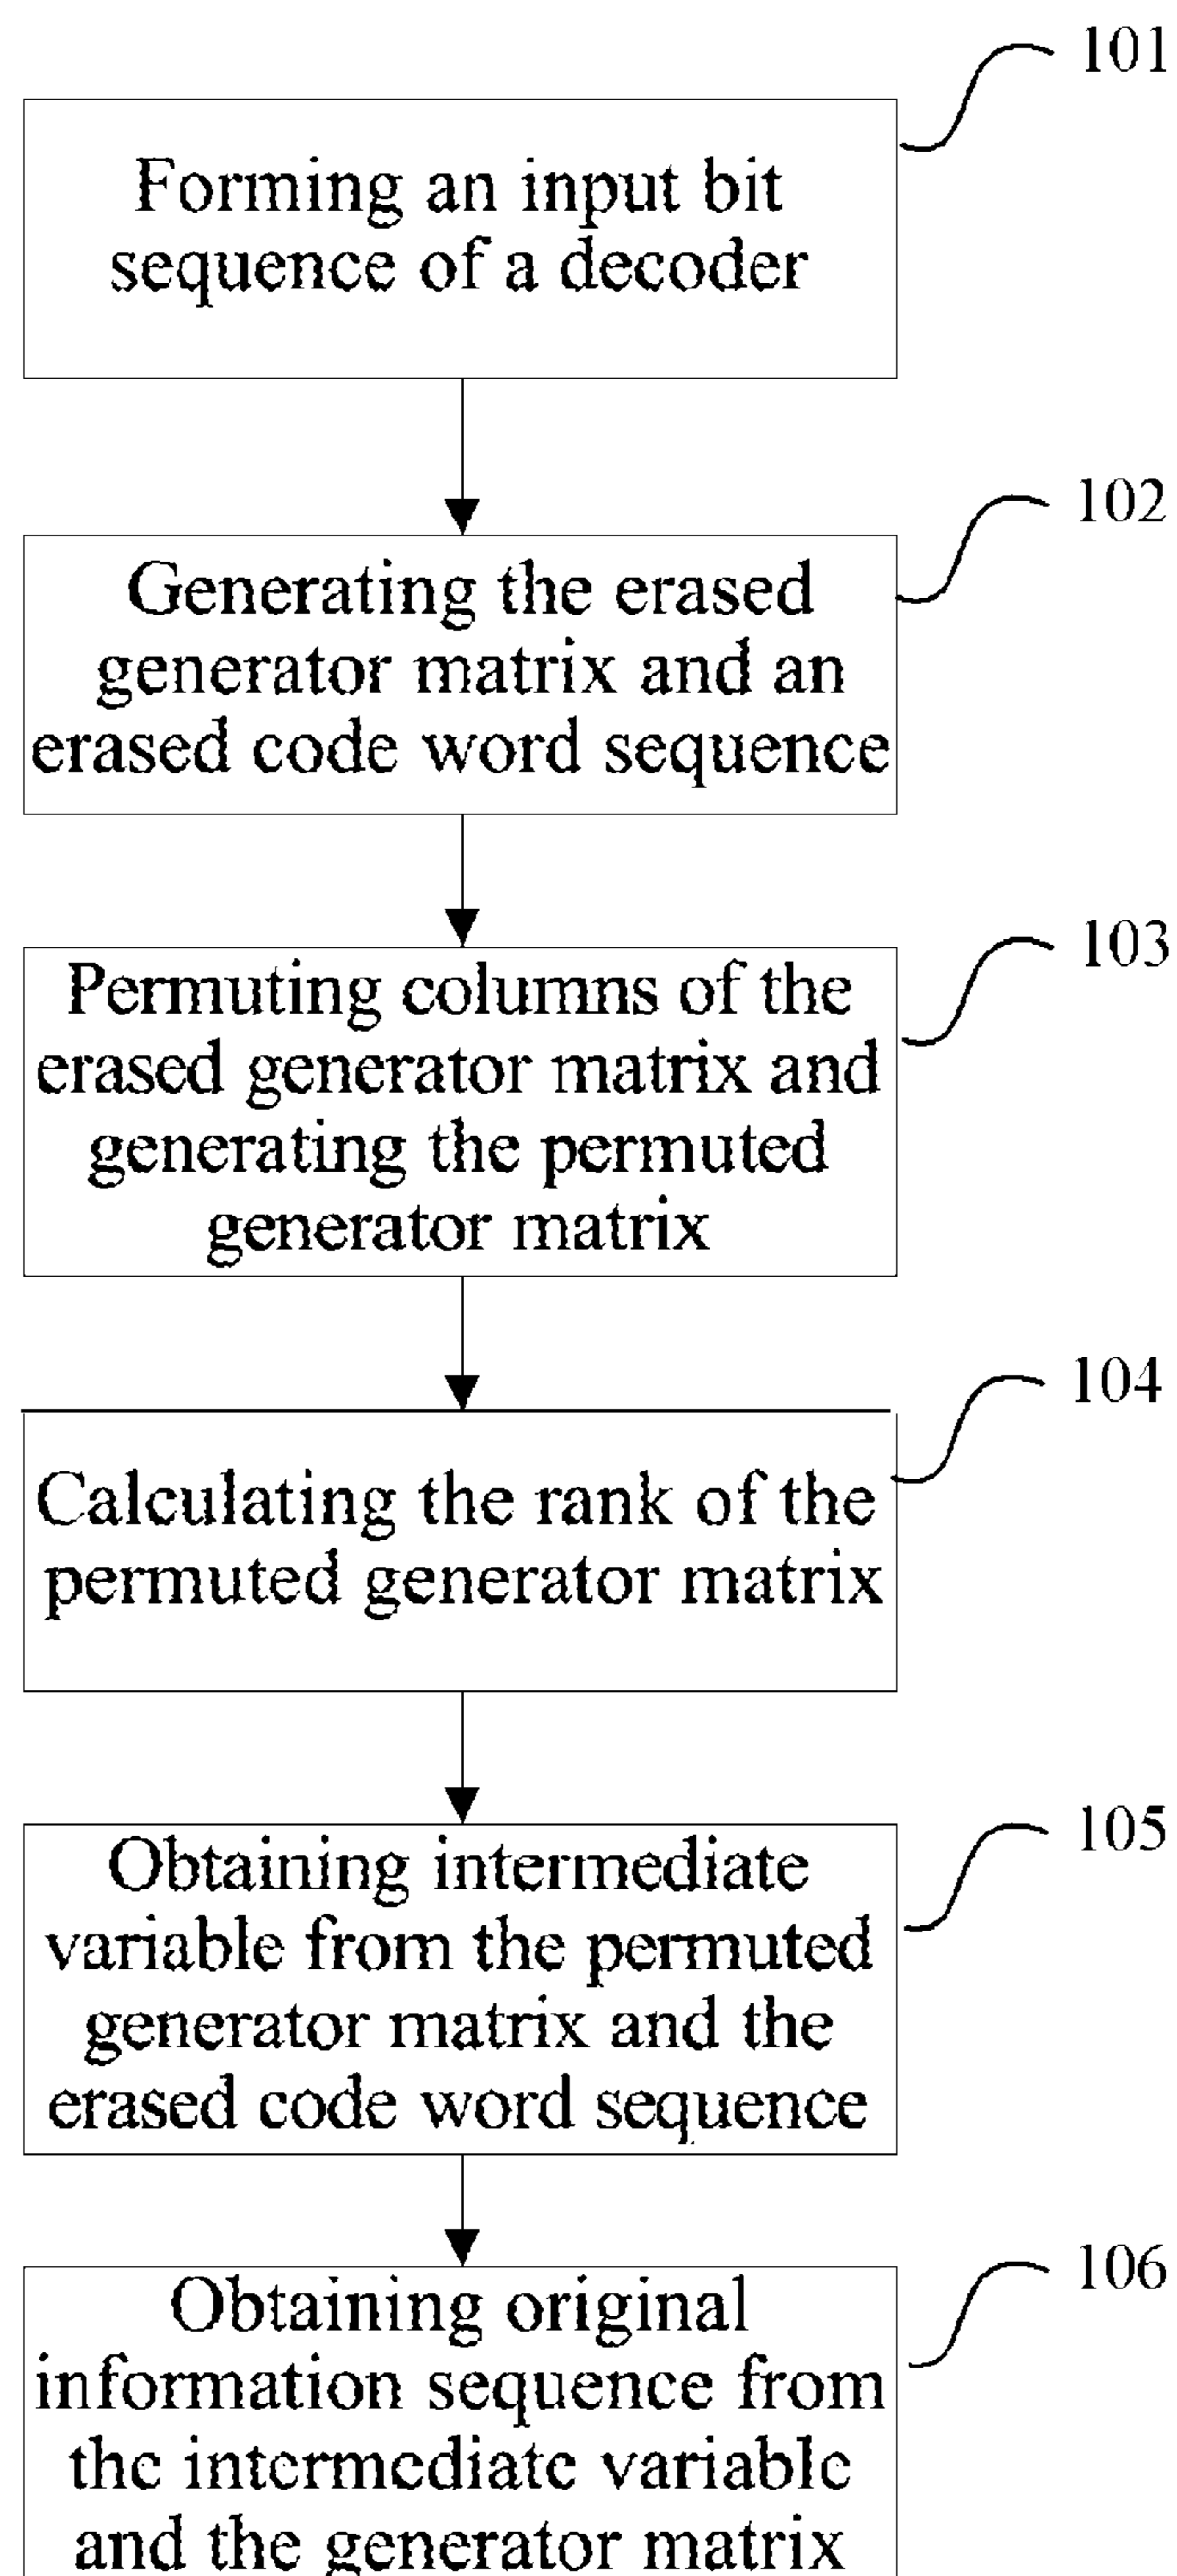 101
Forming an input bit
sequence of a decoder
102
Generating the erased
generator matrix and an
erased code word sequence
103
Permuting columns of the
erased generator matrix and
generating the permuted
generator matrix
104
Calculating the rank of the
permuted generator matrix
105
Obtaining intermediate
variable from the permuted
generator matrix and the
erased code word sequence
106
Obtaining original
information sequence from
the intermediate variable
and the generator matrix